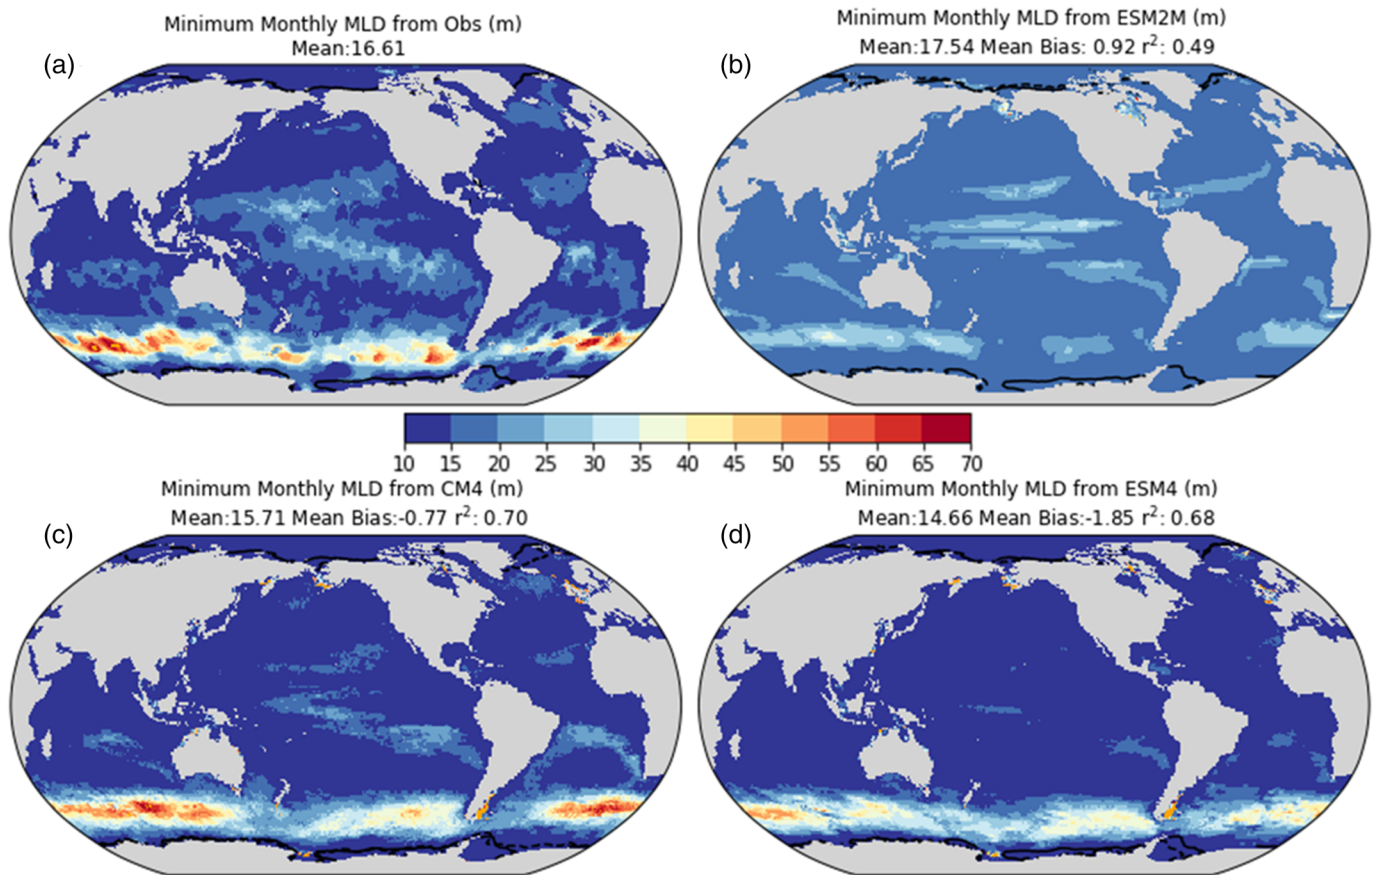 Minimum Monthly MLD from Obs (m)
Mean:16.61
(a)
Minimum Monthly MLD from ESM2M (m)
Mean:17.54 Mean Bias: 0.92 r²: 0.49
(b)
10 15 20 25 30 35 40 45 50 55 60 65 70
Minimum Monthly MLD from CM4 (m)
Mean:15.71 Mean Bias:-0.77 r²: 0.70
(c)
Minimum Monthly MLD from ESM4 (m)
Mean:14.66 Mean Bias:-1.85 r²: 0.68
(d)